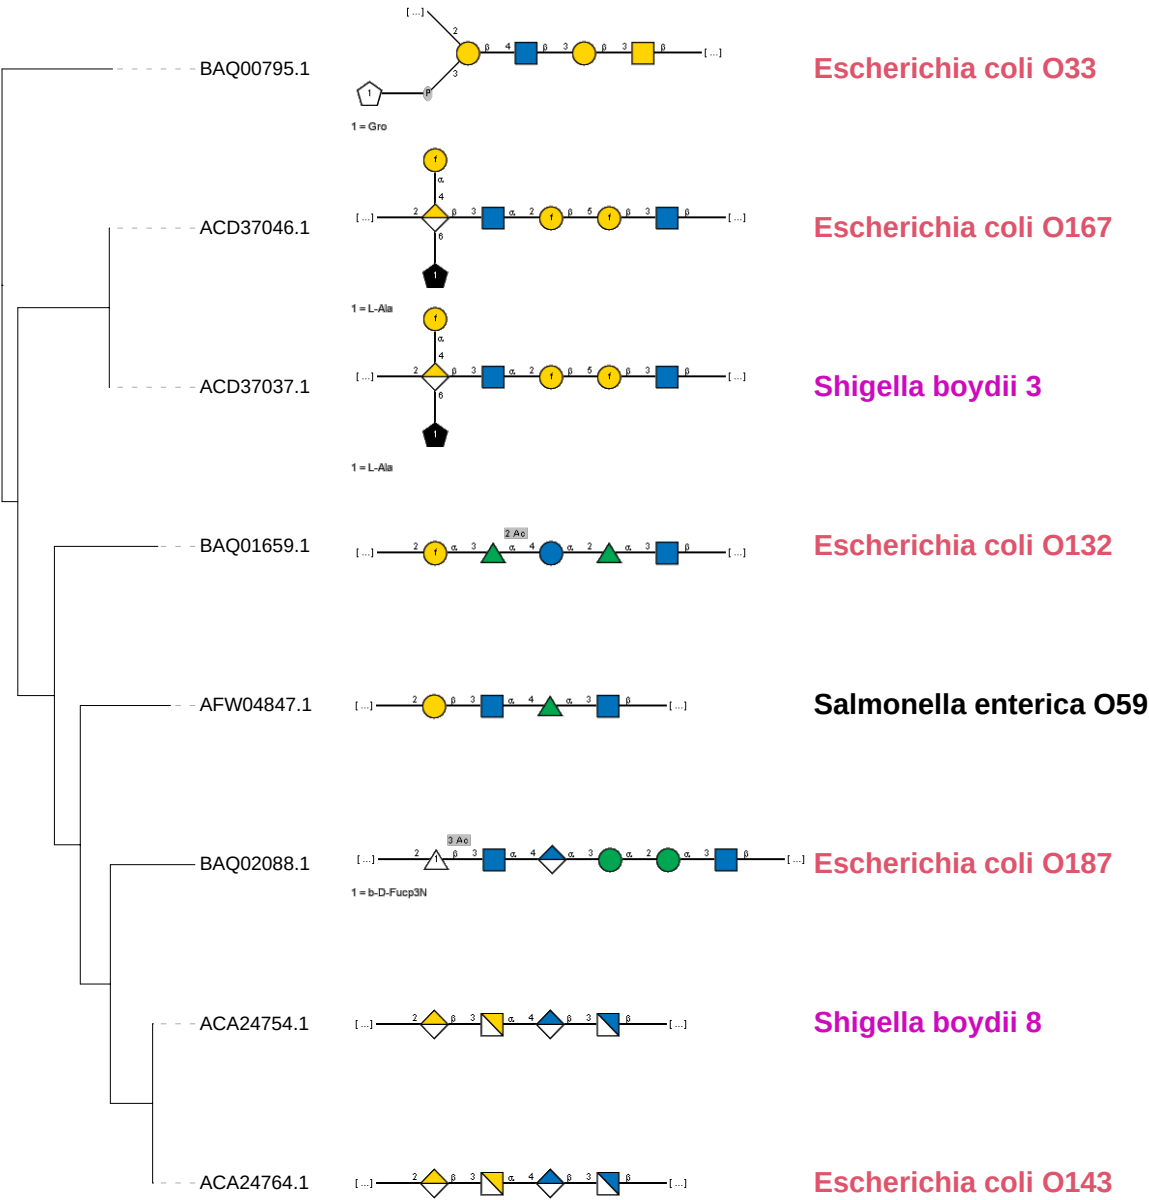 [ ... ]
2
BAQ00795.1 β 4 β 3 β 3 β [ ... ] Escherichia coli O33
3
1 P
1 = Gro
f
α
4
ACD37046.1 [ ... ] 2 β 3 α 2 f β 5 f β 3 β [ ... ] Escherichia coli O167
6
1
1 = L-Ala
f
α
4
ACD37037.1 [ ... ] 2 β 3 α 2 f β 5 f β 3 β [ ... ] Shigella boydii 3
6
1
1 = L-Ala
2 Ac
BAQ01659.1 [ ... ] 2 f α 3 α 4 α 2 α 3 β [ ... ] Escherichia coli O132
AFW04847.1 [ ... ] 2 β 3 α 4 α 3 β [ ... ] Salmonella enterica O59
3 Ac
BAQ02088.1 [ ... ] 2 1 β 3 α 4 α 3 α 2 α 3 β [ ... ] Escherichia coli O187
1 = b-D-Fucp3N
ACA24754.1 [ ... ] 2 β 3 α 4 β 3 β [ ... ] Shigella boydii 8
ACA24764.1 [ ... ] 2 β 3 α 4 β 3 β [ ... ] Escherichia coli O143